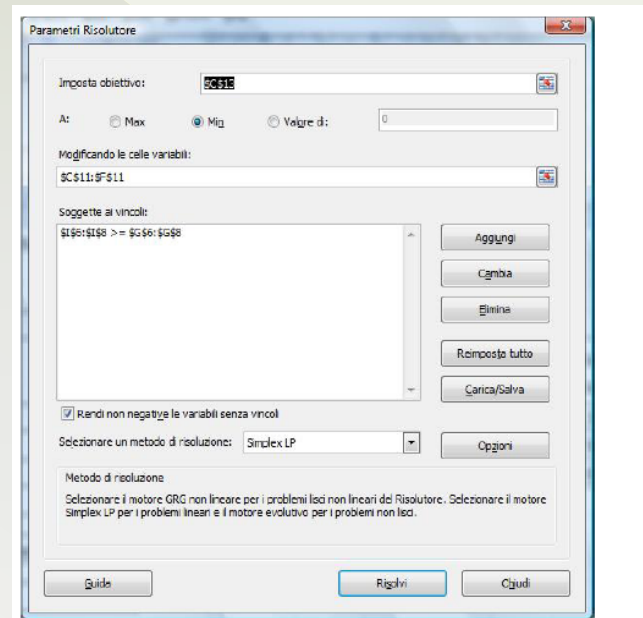 Parametri Risolutore
Imposta obiettivo: $C$13
A: Max Min Valore di: 0
Modificando le celle variabili:
$C$11:$F$11
Soggette ai vincoli:
$I$6:$I$8 >= $G$6:$G$8
Aggiungi
Cambia
Elimina
Reimposta tutto
Carica/Salva
Rendi non negative le variabili senza vincoli
Selezionare un metodo di risoluzione: Simplex LP
Opzioni
Metodo di risoluzione
Selezionare il motore GRG non lineare per i problemi lisci non lineari del Risolutore. Selezionare il motore
Simplex LP per i problemi lineari e il motore evolutivo per i problemi non lisci.
Guida Risolvi Chiudi